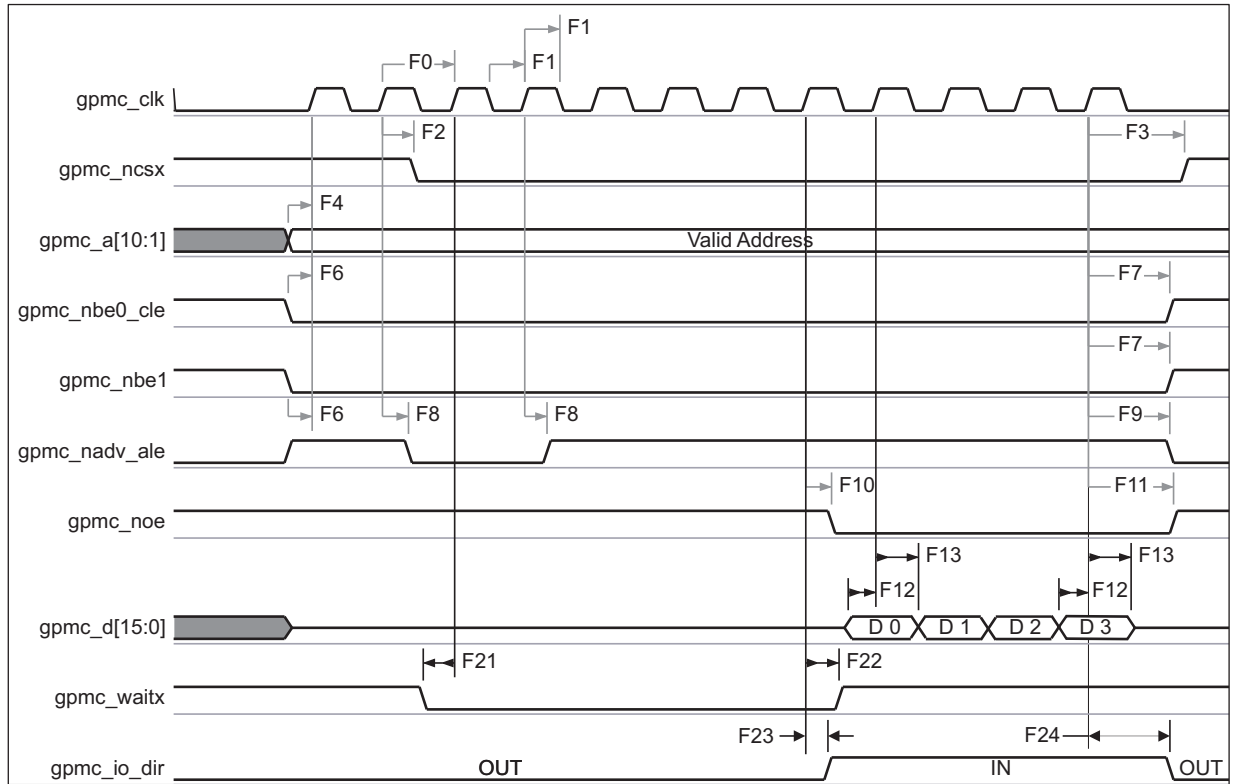 F1
F0 F1
gpmc_clk
F2 F3
gpmc_ncsx
F4
gpmc_a[10:1] Valid Address
F6 F7
gpmc_nbe0_cle
F7
gpmc_nbe1
F6 F8 F8 F9
gpmc_nadv_ale
F10 F11
gpmc_noe
F13 F13
F12 F12
gpmc_d[15:0] D 0 D 1 D 2 D 3
F21 F22
gpmc_waitx
F23 F24
gpmc_io_dir OUT IN OUT